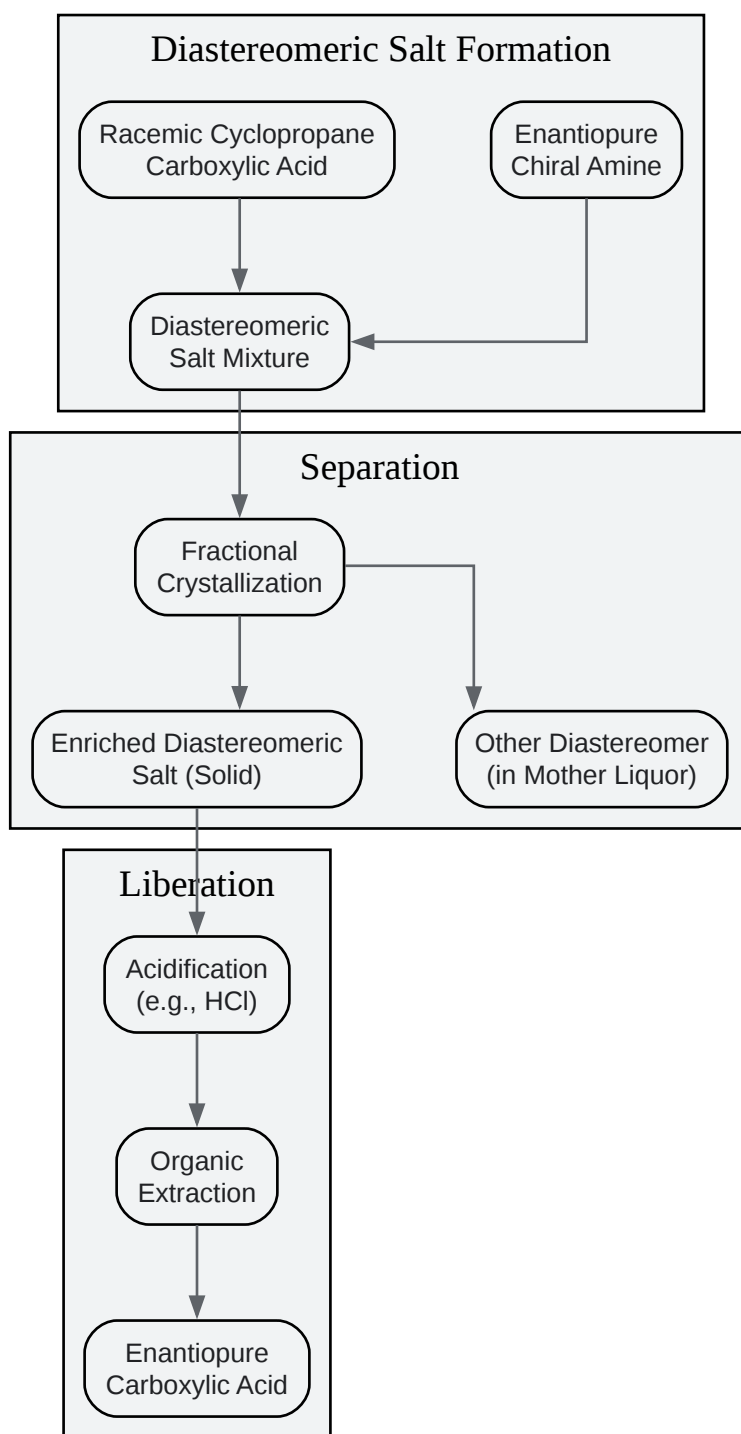 Diastereomeric Salt Formation
Racemic Cyclopropane
Carboxylic Acid
Enantiopure
Chiral Amine
Diastereomeric
Salt Mixture
Separation
Fractional
Crystallization
Enriched Diastereomeric
Salt (Solid)
Other Diastereomer
(in Mother Liquor)
Liberation
Acidification
(e.g., HCl)
Organic
Extraction
Enantiopure
Carboxylic Acid